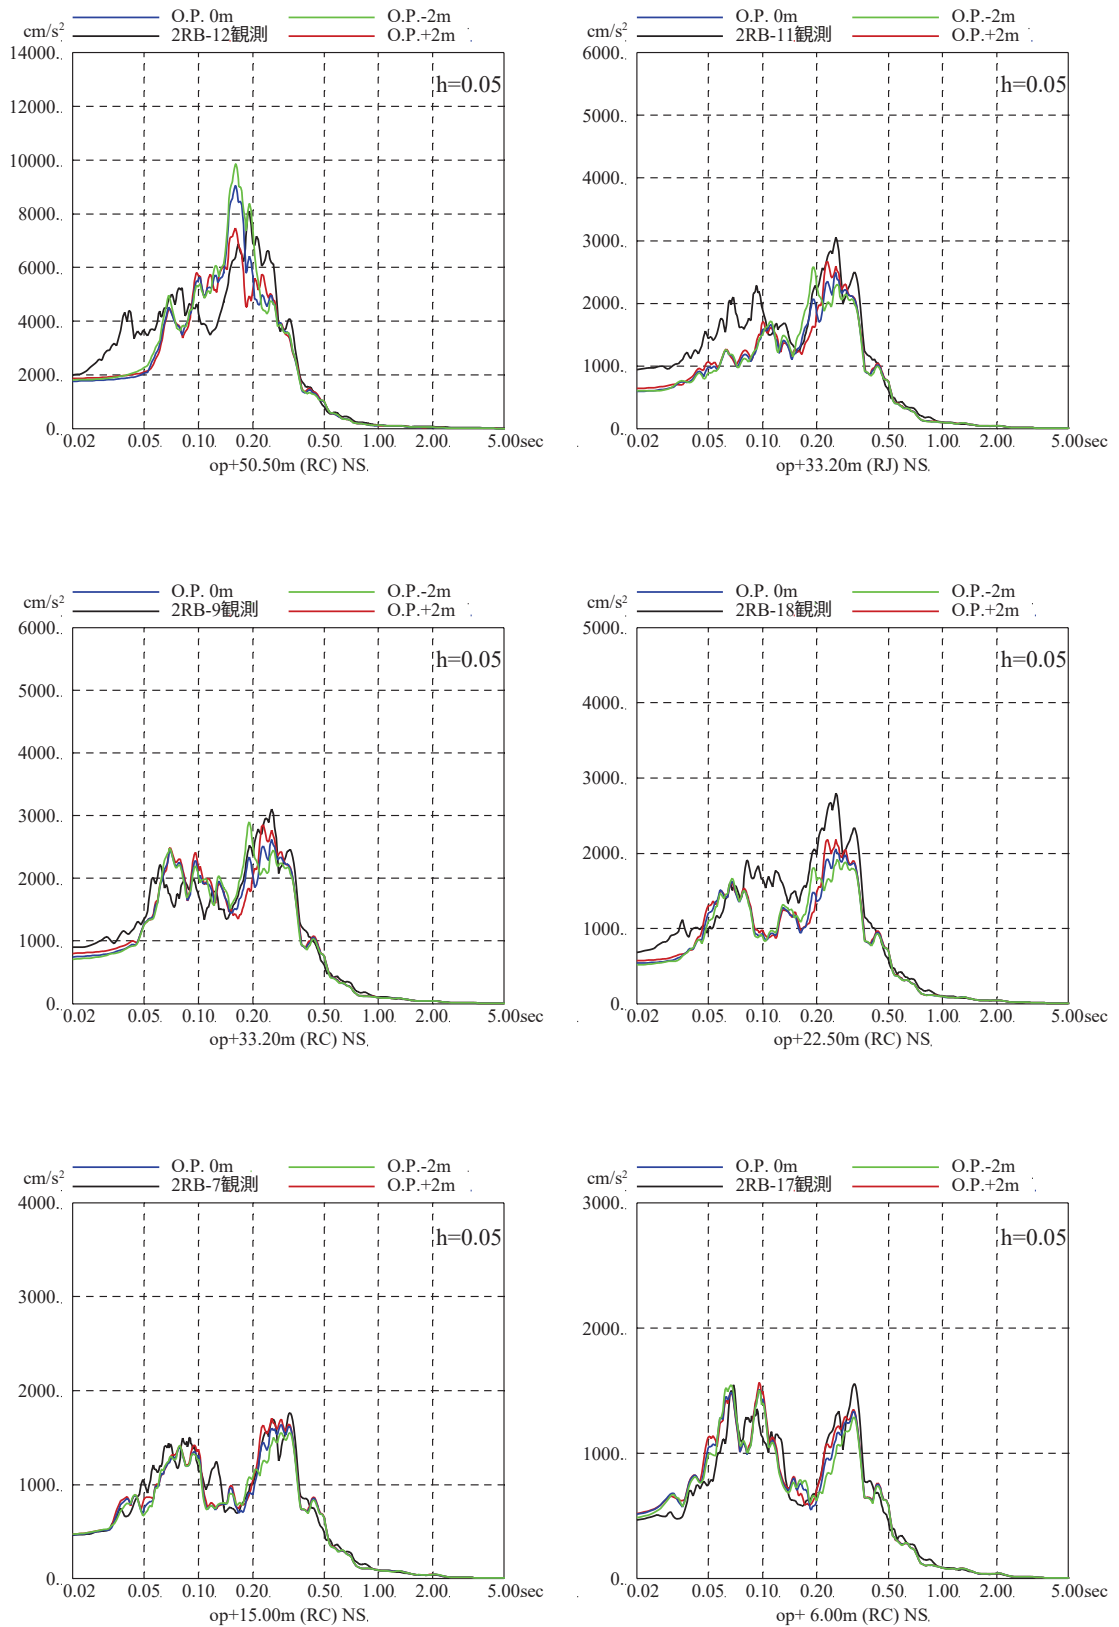 O.P. 0m O.P.-2m
cm/s² 2RB-12観測 O.P.+2m
14000.
h=0.05
12000.
10000.
8000.
6000.
4000.
2000.
0.
0.02 0.05 0.10 0.20 0.50 1.00 2.00 5.00sec
op+50.50m (RC) NS
O.P. 0m O.P.-2m
cm/s² 2RB-11観測 O.P.+2m
6000.
h=0.05
5000.
4000.
3000.
2000.
1000.
0.
0.02 0.05 0.10 0.20 0.50 1.00 2.00 5.00sec
op+33.20m (RJ) NS
O.P. 0m O.P.-2m
cm/s² 2RB-9観測 O.P.+2m
6000.
h=0.05
5000.
4000.
3000.
2000.
1000.
0.
0.02 0.05 0.10 0.20 0.50 1.00 2.00 5.00sec
op+33.20m (RC) NS
O.P. 0m O.P.-2m
cm/s² 2RB-18観測 O.P.+2m
5000.
h=0.05
4000.
3000.
2000.
1000.
0.
0.02 0.05 0.10 0.20 0.50 1.00 2.00 5.00sec
op+22.50m (RC) NS
O.P. 0m O.P.-2m
cm/s² 2RB-7観測 O.P.+2m
4000.
h=0.05
3000.
2000.
1000.
0.
0.02 0.05 0.10 0.20 0.50 1.00 2.00 5.00sec
op+15.00m (RC) NS
O.P. 0m O.P.-2m
cm/s² 2RB-17観測 O.P.+2m
3000.
h=0.05
2000.
1000.
0.
0.02 0.05 0.10 0.20 0.50 1.00 2.00 5.00sec
op+ 6.00m (RC) NS